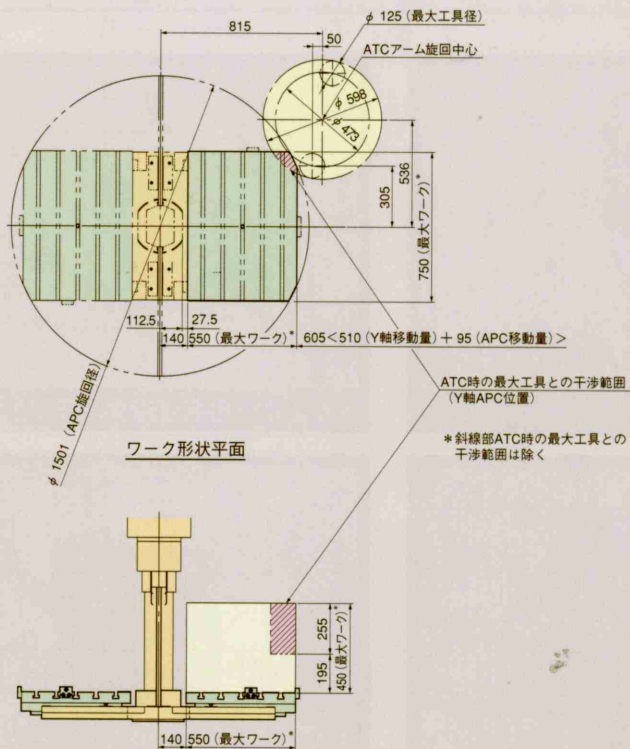 815
φ 125 (最大工具径)
50
ATCアーム旋回中心
φ 598
φ 473
536
305
750 (最大ワーク)*
112.5
27.5
140
550 (最大ワーク)*
605<510 (Y軸移動量) + 95 (APC移動量)>
φ 1501 (APC旋回径)
ATC時の最大工具との干渉範囲
(Y軸APC位置)
ワーク形状平面
*斜線部ATC時の最大工具との
干渉範囲は除く
255
195
450 (最大ワーク)*
140
550 (最大ワーク)*